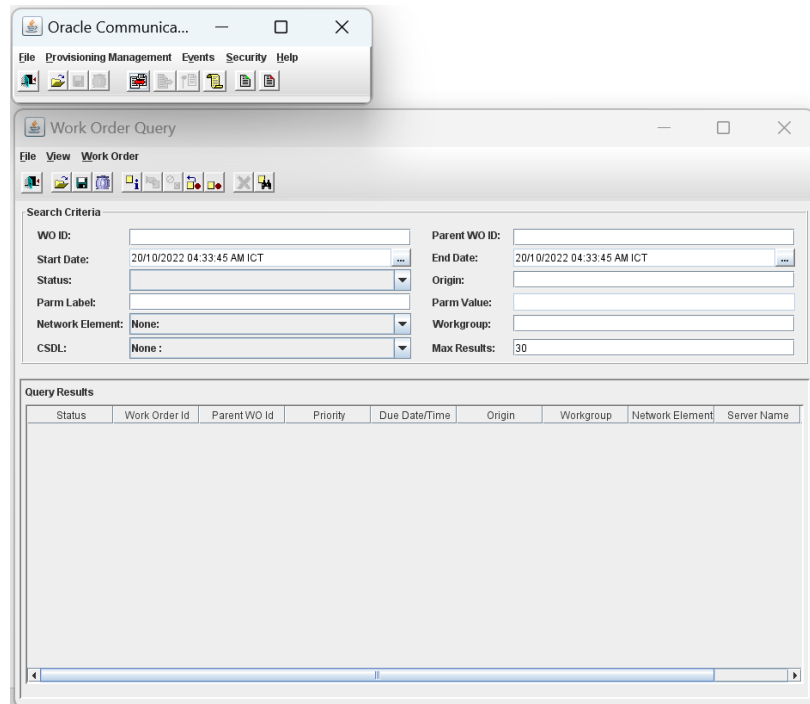 Oracle Communica...
File Provisioning Management Events Security Help
Work Order Query
File View Work Order
Search Criteria
WO ID: Parent WO ID:
Start Date: 20/10/2022 04:33:45 AM ICT ... End Date: 20/10/2022 04:33:45 AM ICT ...
Status: Origin:
Parm Label: Parm Value:
Network Element: None: Workgroup:
CSDL: None : Max Results: 30
Query Results
Status Work Order Id Parent WO Id Priority Due Date/Time Origin Workgroup Network Element Server Name